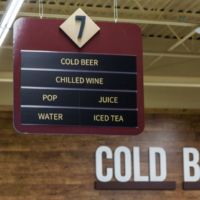 7
COLD BEER
CHILLED WINE
POP JUICE
WATER ICED TEA
COLD B